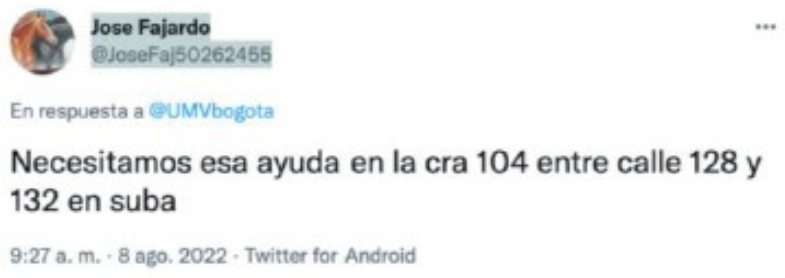 Jose Fajardo
@JoseFaj50262455
En respuesta a @UMVbogota
Necesitamos esa ayuda en la cra 104 entre calle 128 y
132 en suba
9:27 a. m. · 8 ago. 2022 · Twitter for Android